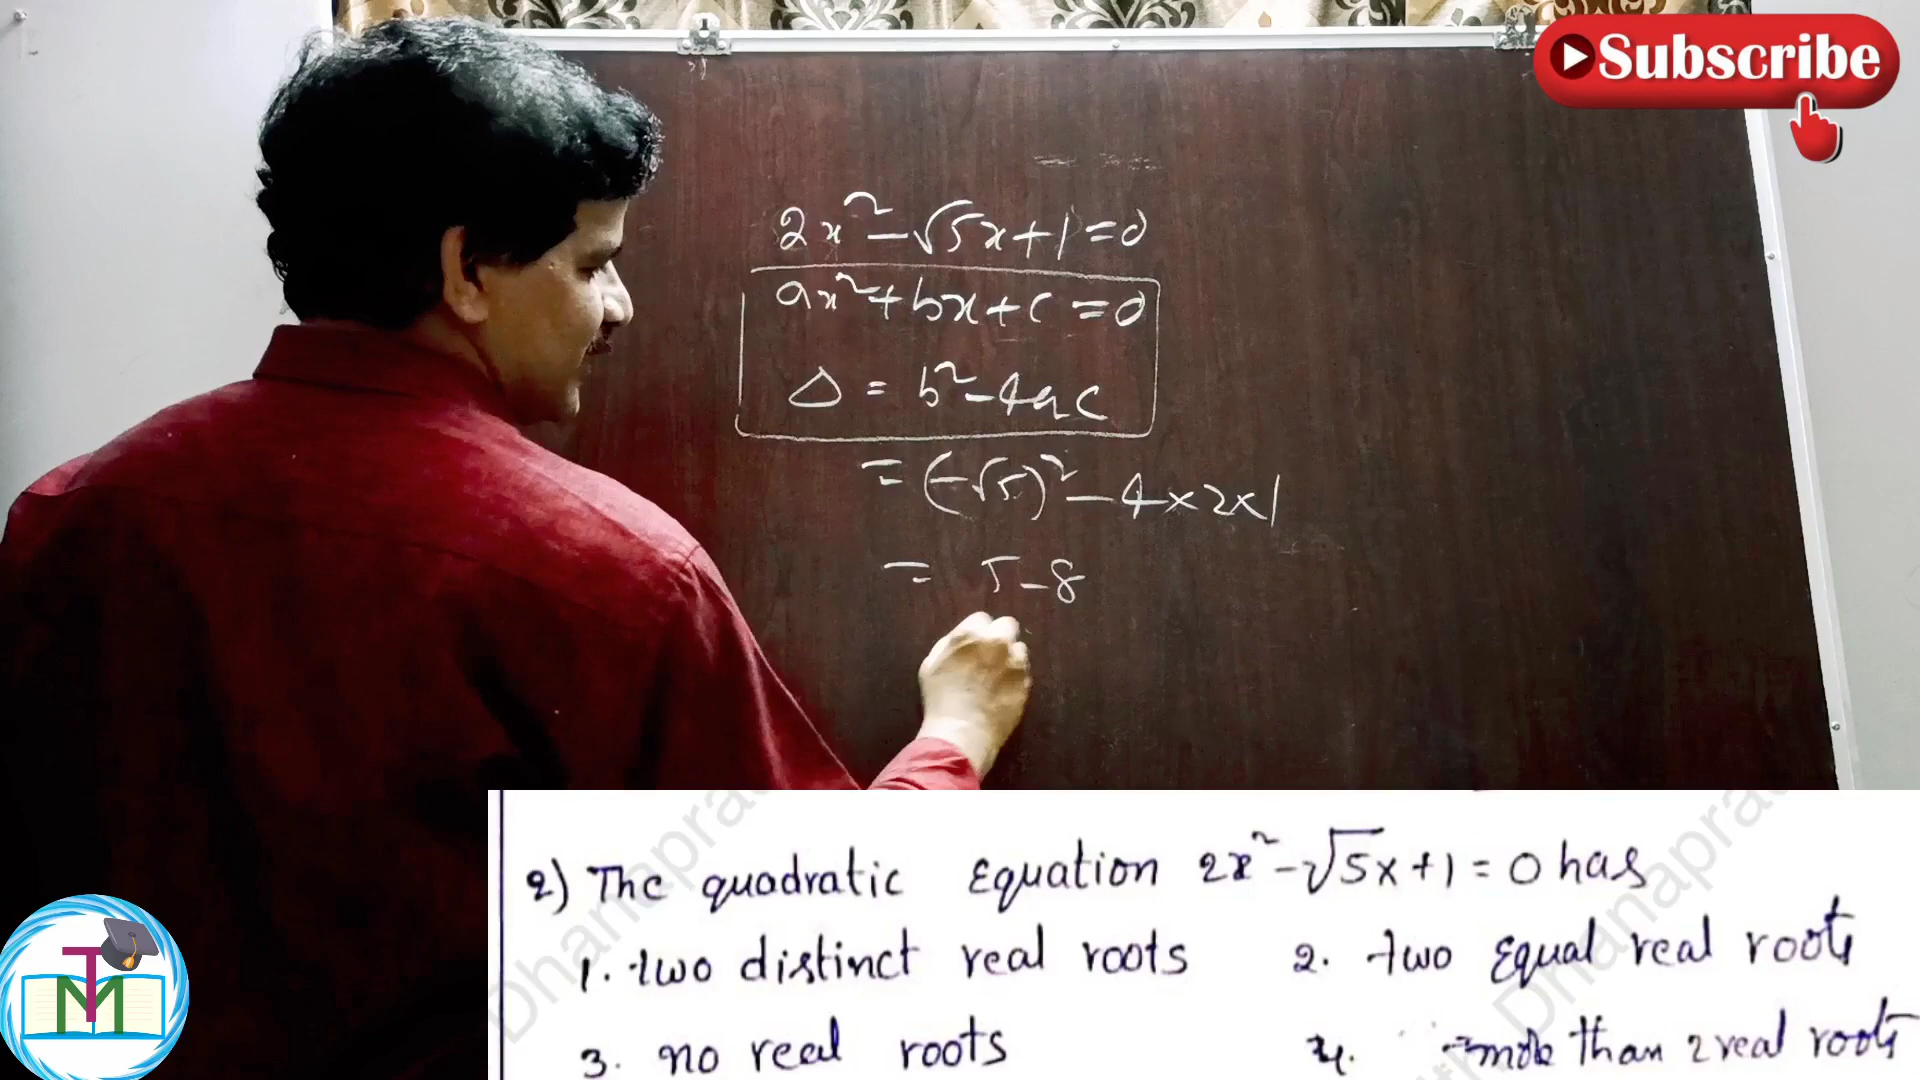 Subscribe
2x² - √5x + 1 = 0
ax² + bx + c = 0
Δ = b² - 4ac
= (-√5)² - 4×2×1
= 5 - 8
2) The quadratic Equation 2x² - √5x + 1 = 0 has
1. two distinct real roots 2. two Equal real roots
3. no real roots 4. more than 2 real roots
TM